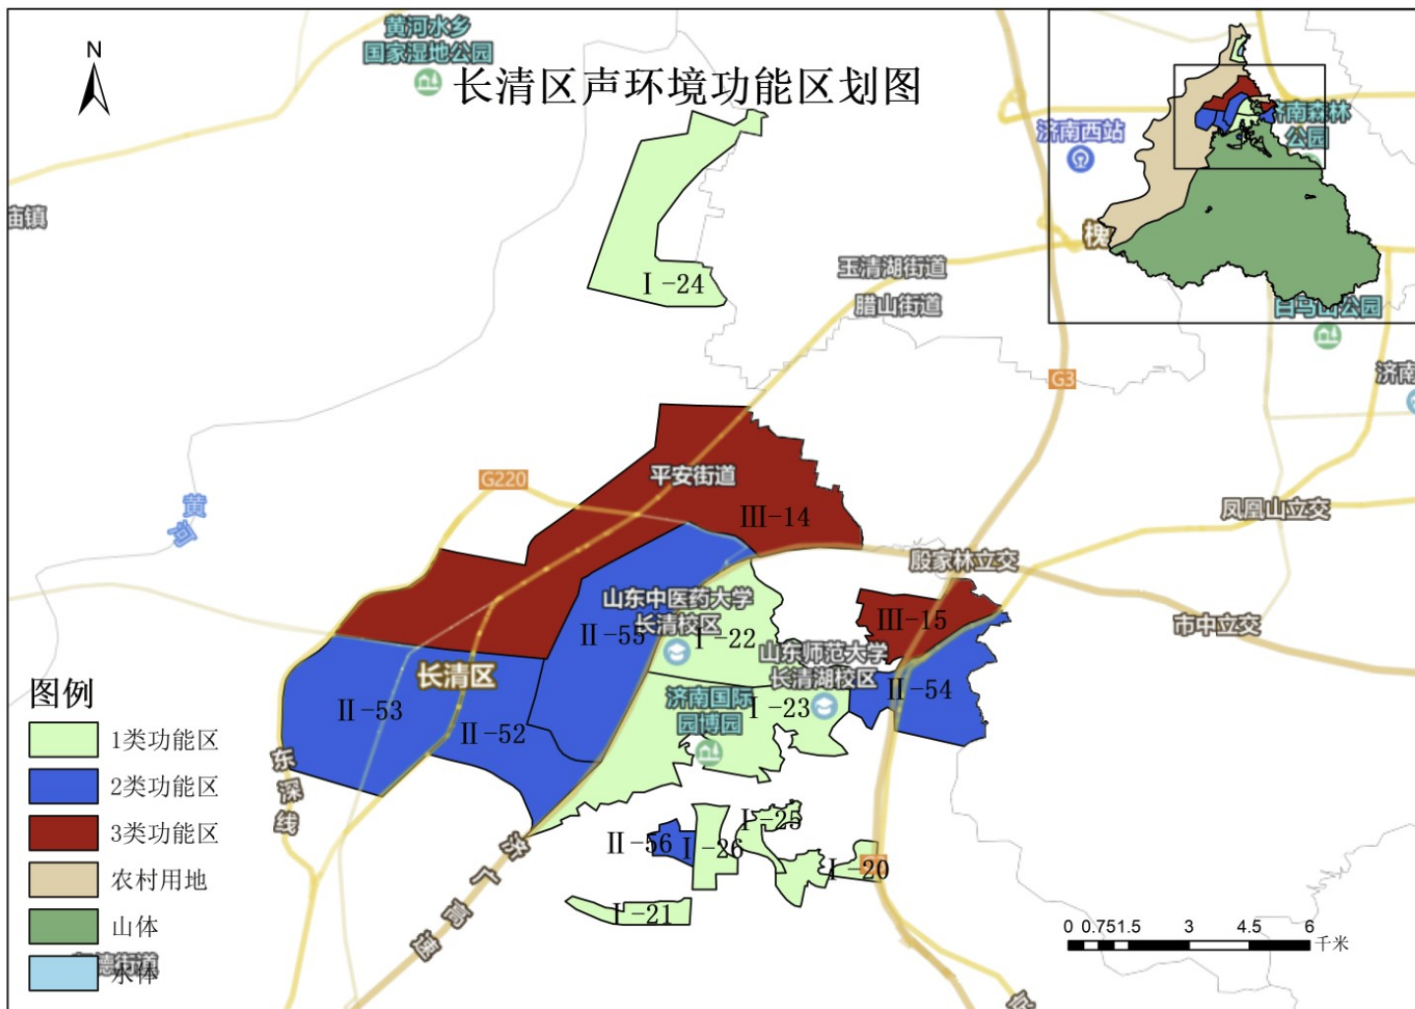 黄河水乡
国家湿地公园
N
长清区声环境功能区划图
济南西站
济南森林
公园
槐
白马山公园
庙镇
玉清湖街道
腊山街道
I-24
G3
济南
G220
平安街道
III-14
黄
河
凤凰山立交
殷家林立交
市中立交
山东中医药大学
长清校区
II-55
I-22
III-15
山东师范大学
长清湖校区
长清区
II-54
济南国际
园博园
I-23
II-53
II-52
东
深
线
I-25
II-56
I-26
I-20
I-21
济
广
高
速
图例
1类功能区
2类功能区
3类功能区
农村用地
山体
水体
德街道
0 0.75 1.5 3 4.5 6
千米